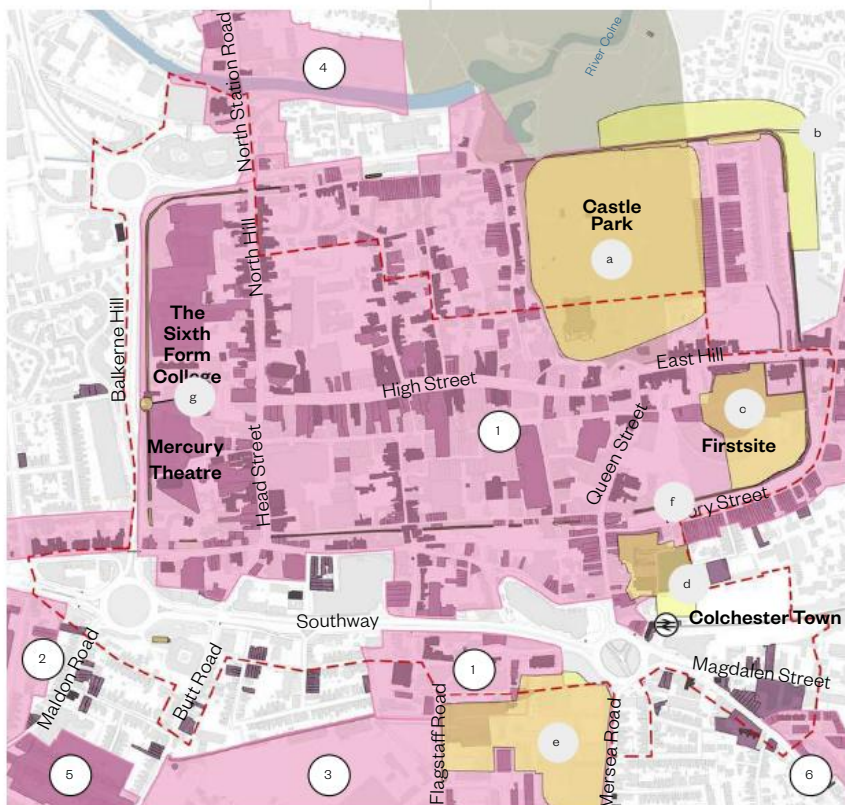 North Station Road
4
River Colne
b
Castle
Park
a
North Hill
The
Sixth
Form
College
Balkerne Hill
g
High Street
East Hill
1
c
Firstsite
Mercury
Theatre
Head Street
Queen Street
f
ory Street
d
Colchester Town
Southway
2
Maldon Road
Butt Road
1
Magdalen Street
Flagstaff Road
Mersea Road
e
5
3
6